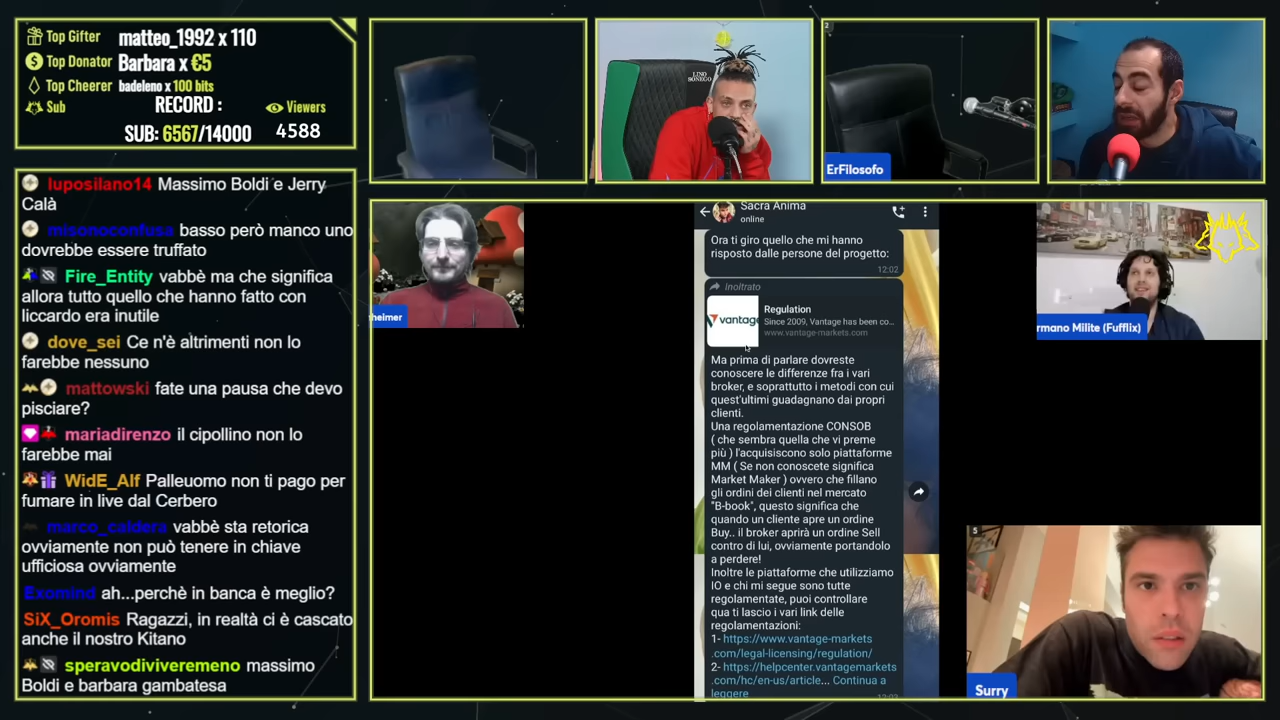 Top Gifter matteo_1992 x 110
Top Donator Barbara x €5
Top Cheerer badeleno x 100 bits
Sub RECORD : Viewers
SUB: 6567/14000 4588
luposilano14 Massimo Boldi e Jerry
Calà
misonoconfusa basso però manco uno
dovrebbe essere truffato
Fire_Entity vabbè ma che significa
allora tutto quello che hanno fatto con
liccardo era inutile
dove_sei Ce n'è altrimenti non lo
farebbe nessuno
mattowski fate una pausa che devo
pisciare?
mariadirenzo il cipollino non lo
farebbe mai
WidE_Alf Palleuomo non ti pago per
fumare in live dal Cerbero
marco_caldera vabbè sta retorica
ovviamente non può tenere in chiave
ufficiosa ovviamente
Exomind ah...perchè in banca è meglio?
SiX_Oromis Ragazzi, in realtà ci è cascato
anche il nostro Kitano
speravodiviveremeno massimo
Boldi e barbara gambatesa
LINO
SONEGO
2
ErFilosofo
heimer
Sacra Anima
online
Ora ti giro quello che mi hanno
risposto dalle persone del progetto:
12:02
Inoltrato
vantage
Regulation
Since 2009, Vantage has been co...
www.vantage-markets.com
Ma prima di parlare dovreste
conoscere le differenze fra i vari
broker, e soprattutto i metodi con cui
quest'ultimi guadagnano dai propri
clienti.
Una regolamentazione CONSOB
( che sembra quella che vi preme
più ) l'acquisiscono solo piattaforme
MM ( Se non conoscete significa
Market Maker ) ovvero che fillano
gli ordini dei clienti nel mercato
"B-book", questo significa che
quando un cliente apre un ordine
Buy.. il broker aprirà un ordine Sell
contro di lui, ovviamente portandolo
a perdere!
Inoltre le piattaforme che utilizziamo
IO e chi mi segue sono tutte
regolamentate, puoi controllare
qua ti lascio i vari link delle
regolamentazioni:
1- https://www.vantage-markets
.com/legal-licensing/regulation/
2- https://helpcenter.vantagemarkets
.com/hc/en-us/article... Continua a
leggere
12:03
rmano Milite (Fufflix)
5
Surry